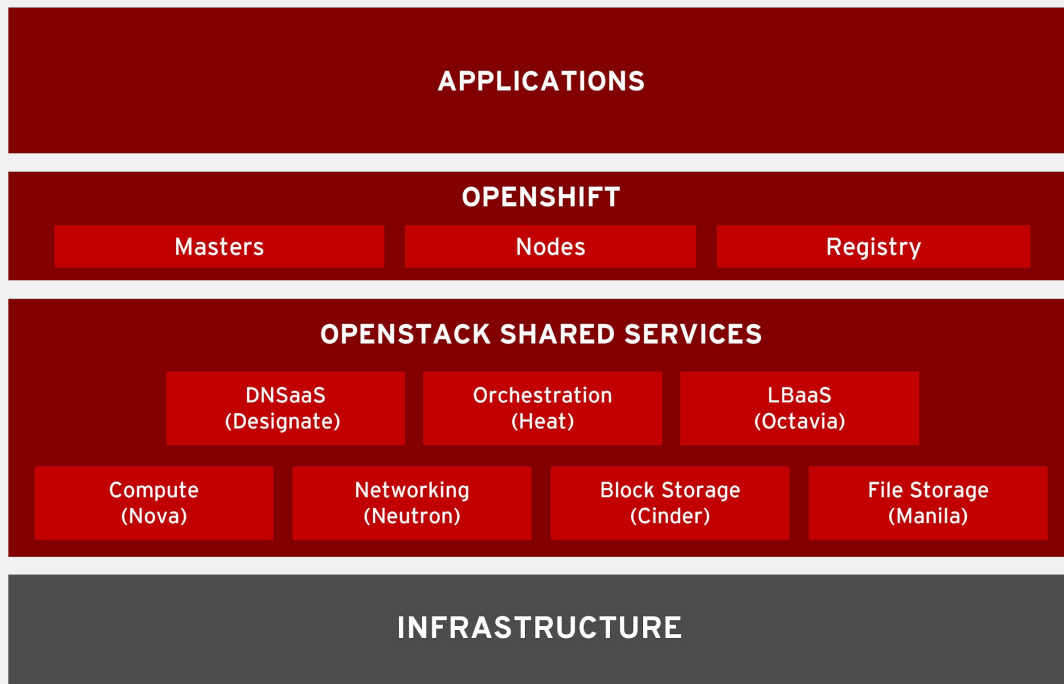 APPLICATIONS
OPENSHIFT
Masters
Nodes
Registry
OPENSTACK SHARED SERVICES
DNSaaS
(Designate)
Orchestration
(Heat)
LBaaS
(Octavia)
Compute
(Nova)
Networking
(Neutron)
Block Storage
(Cinder)
File Storage
(Manila)
INFRASTRUCTURE